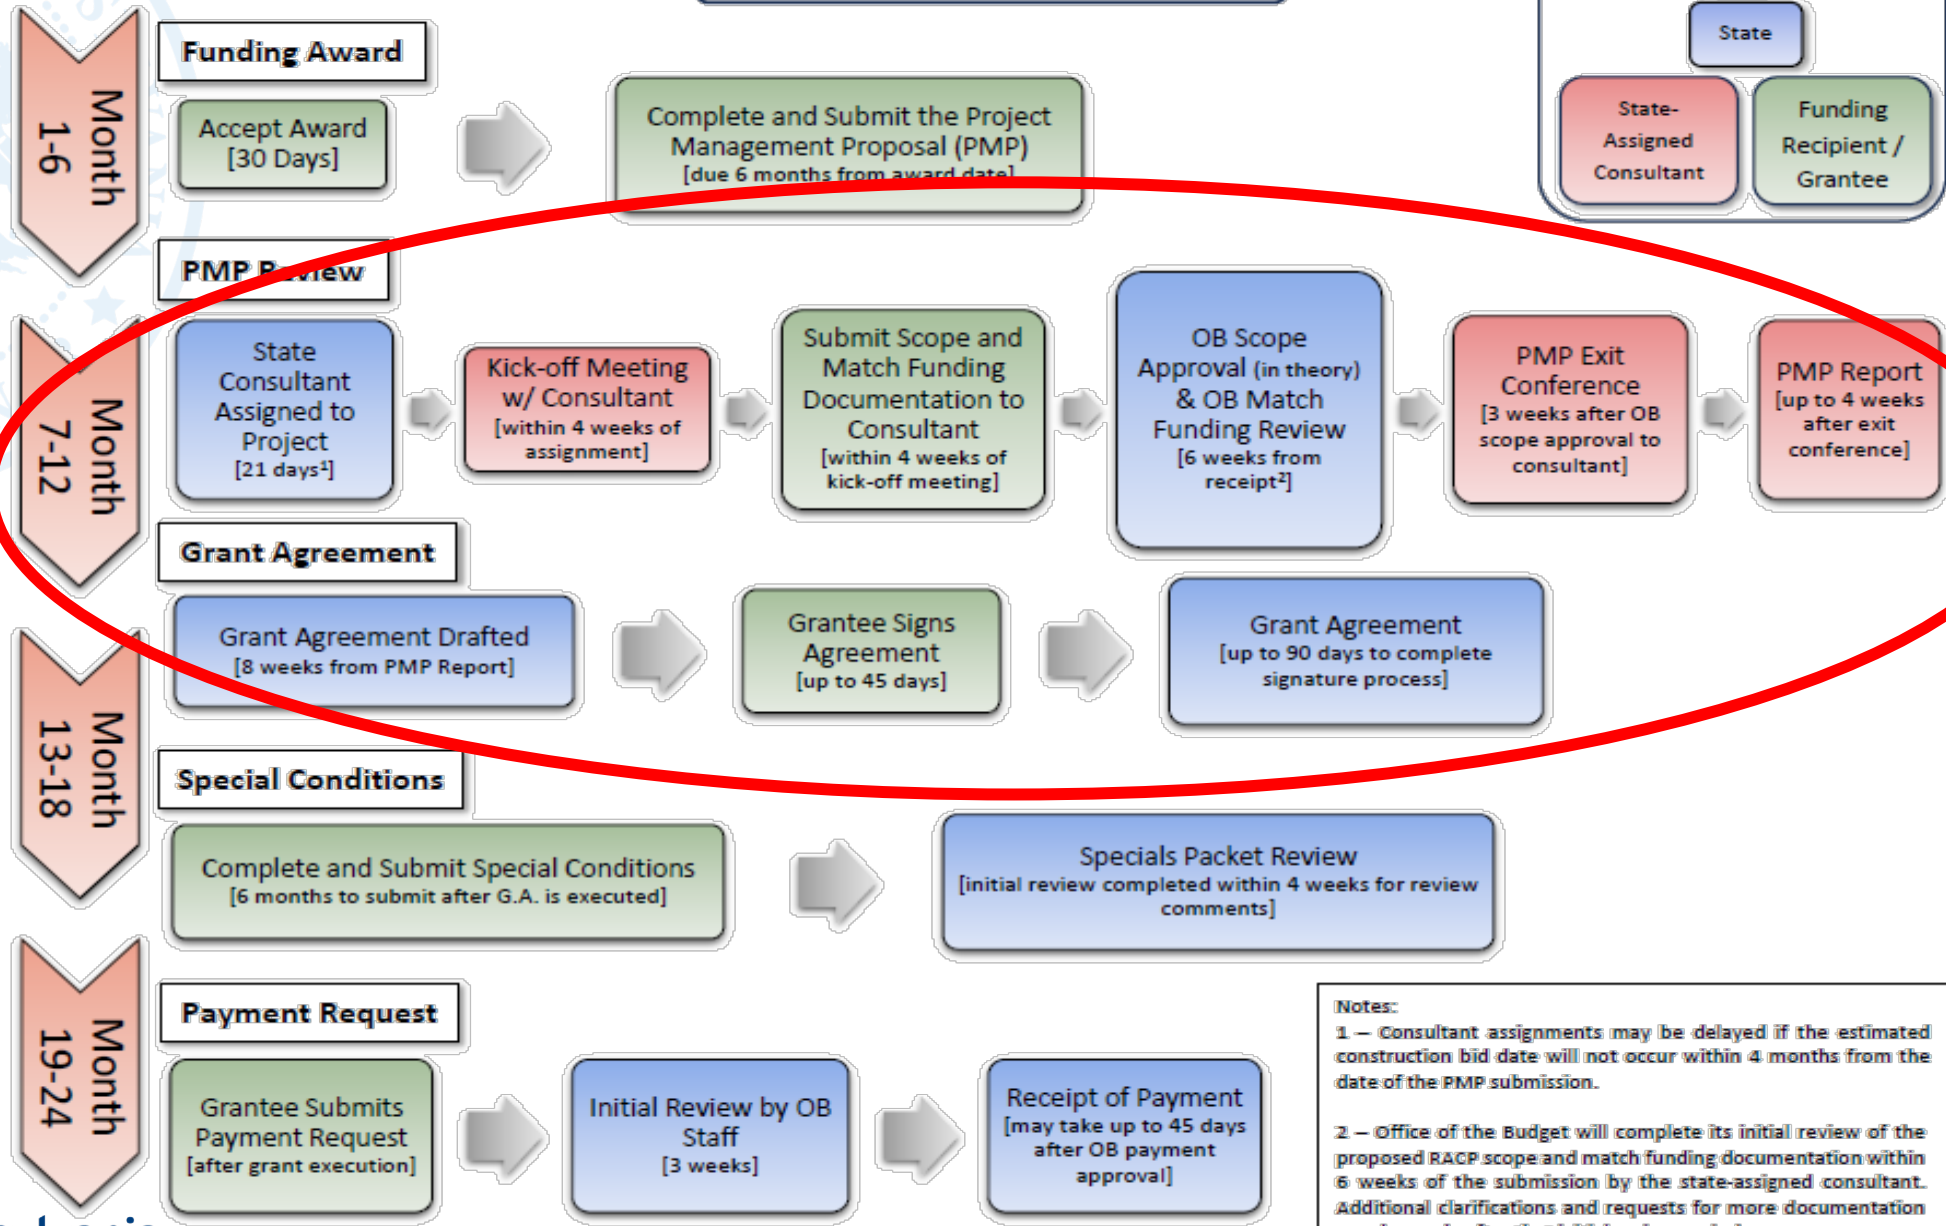 State
State-
Assigned
Consultant
Funding
Recipient /
Grantee
Month
1-6
Funding Award
Accept Award
[30 Days]
Complete and Submit the Project
Management Proposal (PMP)
[due 6 months from award date]
Month
7-12
PMP Review
State
Consultant
Assigned to
Project
[21 days¹]
Kick-off Meeting
w/ Consultant
[within 4 weeks of
assignment]
Submit Scope and
Match Funding
Documentation to
Consultant
[within 4 weeks of
kick-off meeting]
OB Scope
Approval (in theory)
& OB Match
Funding Review
[6 weeks from
receipt²]
PMP Exit
Conference
[3 weeks after OB
scope approval to
consultant]
PMP Report
[up to 4 weeks
after exit
conference]
Month
13-18
Grant Agreement
Grant Agreement Drafted
[8 weeks from PMP Report]
Grantee Signs
Agreement
[up to 45 days]
Grant Agreement
[up to 90 days to complete
signature process]
Special Conditions
Complete and Submit Special Conditions
[6 months to submit after G.A. is executed]
Specials Packet Review
[initial review completed within 4 weeks for review
comments]
Month
19-24
Payment Request
Grantee Submits
Payment Request
[after grant execution]
Initial Review by OB
Staff
[3 weeks]
Receipt of Payment
[may take up to 45 days
after OB payment
approval]
Notes:
1 – Consultant assignments may be delayed if the estimated
construction bid date will not occur within 4 months from the
date of the PMP submission.
2 – Office of the Budget will complete its initial review of the
proposed RACP scope and match funding documentation within
6 weeks of the submission by the state-assigned consultant.
Additional clarifications and requests for more documentation